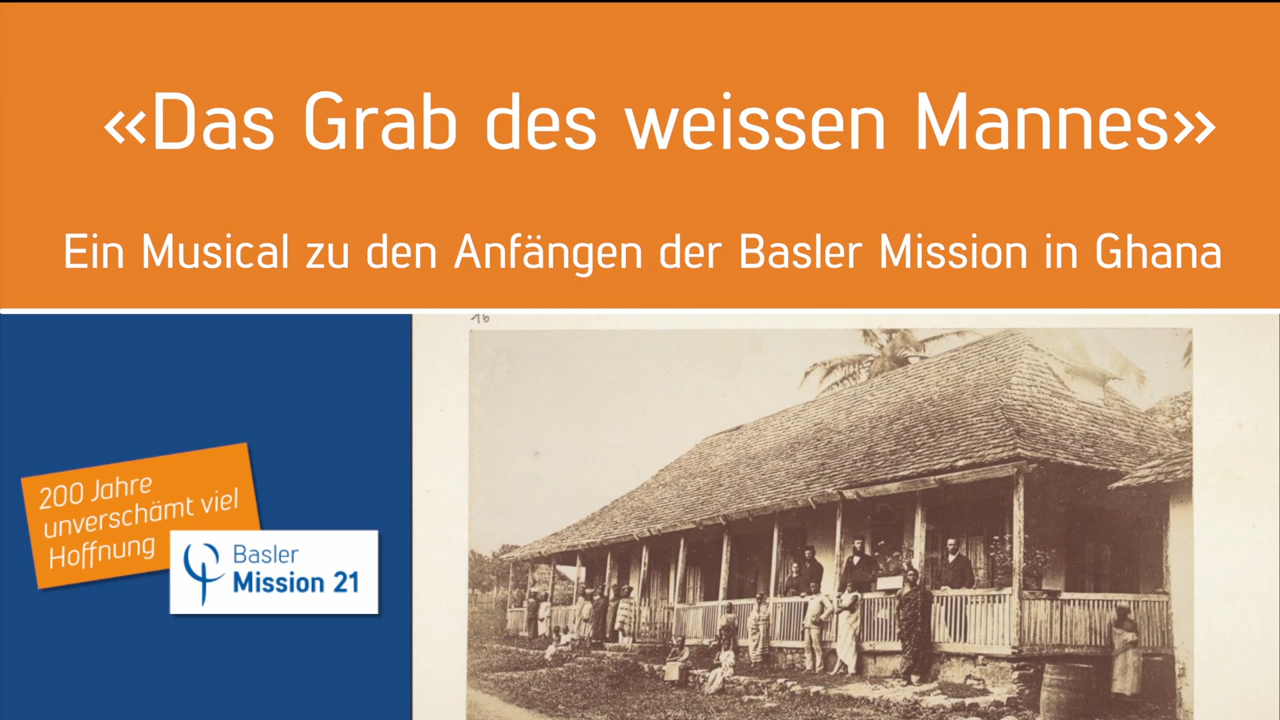 «Das Grab des weissen Mannes»
Ein Musical zu den Anfängen der Basler Mission in Ghana
16
200 Jahre
unverschämt viel
Hoffnung
Basler
Mission 21